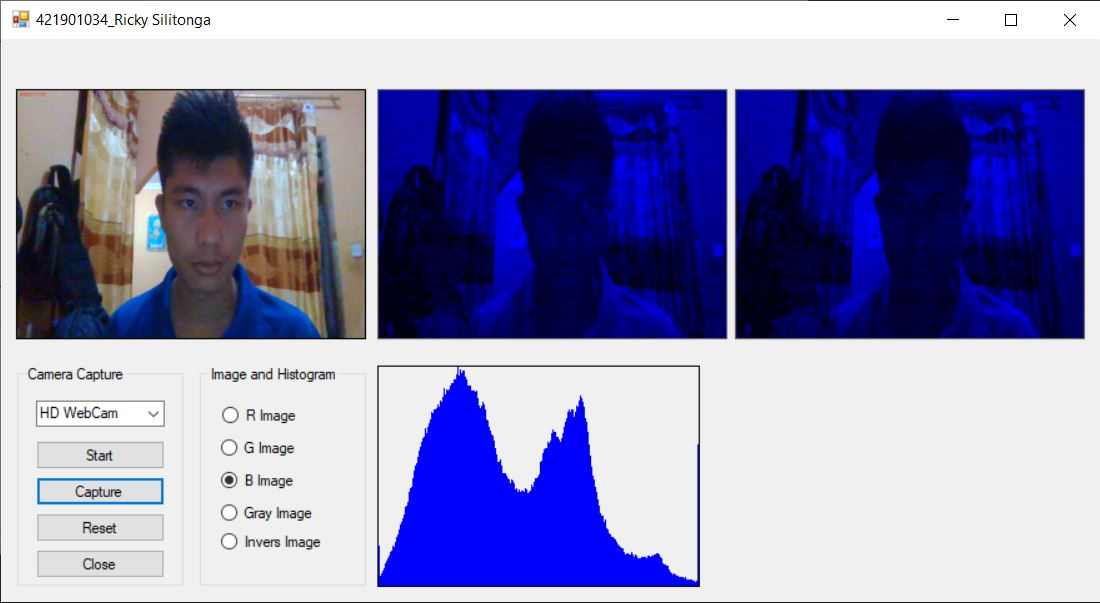 421901034_Ricky Silitonga
Camera Capture
HD WebCam
Start
Capture
Reset
Close
Image and Histogram
R Image
G Image
B Image
Gray Image
Invers Image